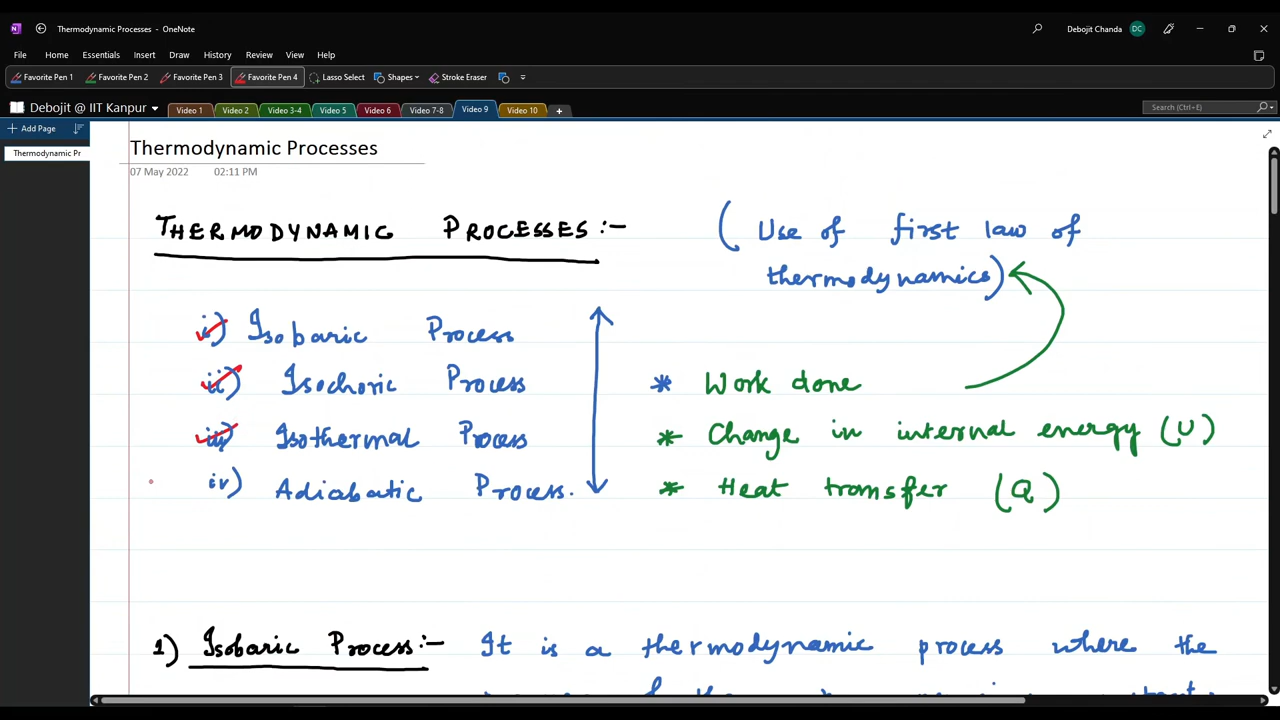 Thermodynamic Processes - OneNote
Debojit Chanda DC
File Home Essentials Insert Draw History Review View Help
Favorite Pen 1 Favorite Pen 2 Favorite Pen 3 Favorite Pen 4 Lasso Select Shapes Stroke Eraser
Debojit @ IIT Kanpur Video 1 Video 2 Video 3-4 Video 5 Video 6 Video 7-8 Video 9 Video 10 + Search (Ctrl+E)
+ Add Page
Thermodynamic Pr
Thermodynamic Processes
07 May 2022 02:11 PM
THERMODYNAMIC PROCESSES :-
( Use of first law of
thermodynamics)
i) Isobaric Process
ii) Isochoric Process
iii) Isothermal Process
iv) Adiabatic Process.
* Work done
* Change in internal energy (U)
* Heat transfer (Q)
1) Isobaric Process :- It is a thermodynamic process where the